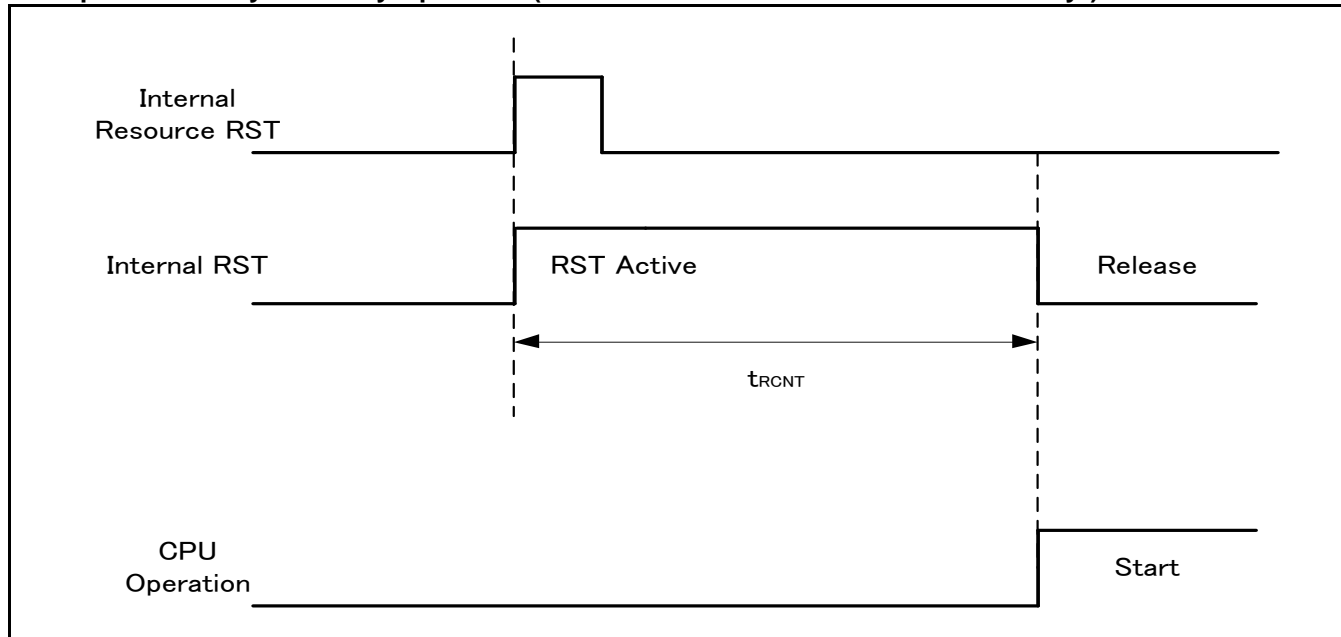 Internal
Resource RST
Internal RST
RST Active
Release
tRCNT
CPU
Operation
Start